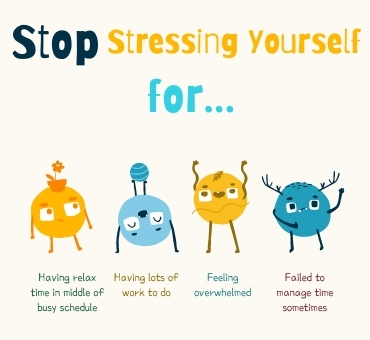 Stop Stressing Yourself
for...
Having relax
time in middle of
busy schedule
Having lots of
work to do
Feeling
overwhelmed
Failed to
manage time
sometimes